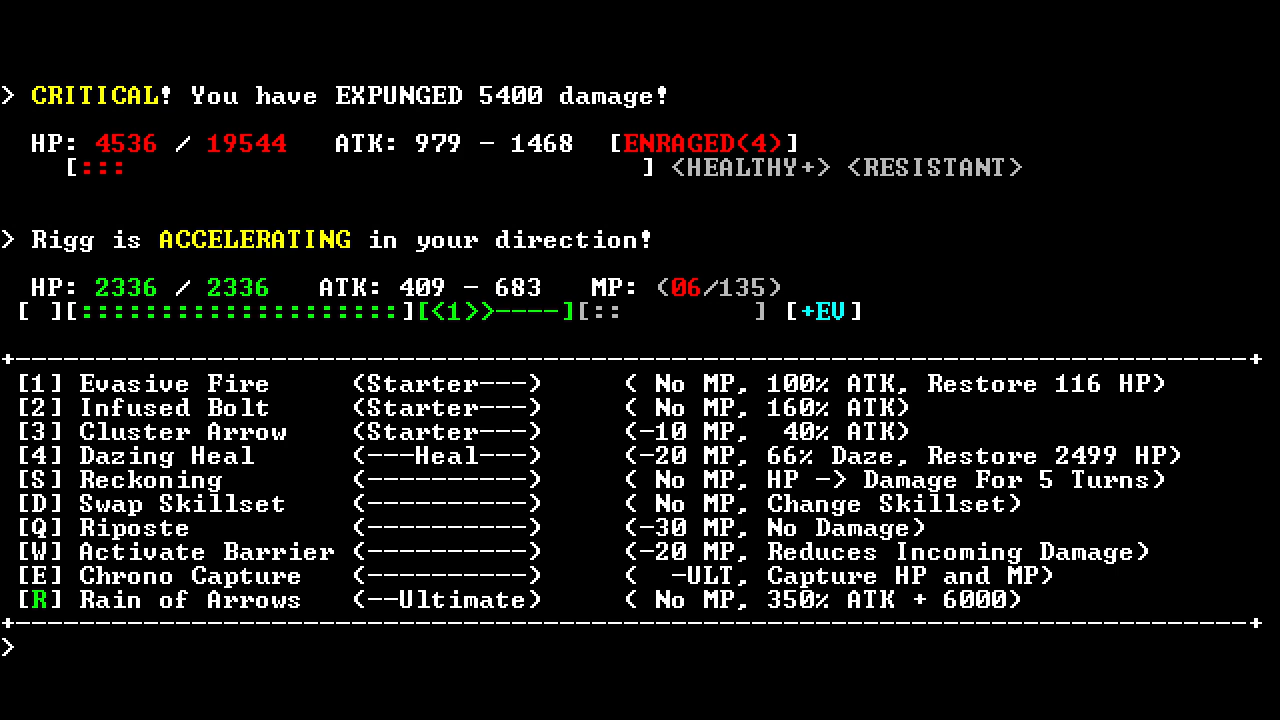 > CRITICAL! You have EXPUNGED 5400 damage!
HP: 4536 / 19544   ATK: 979 - 1468  [ENRAGED(4)]
[:::                                ] <HEALTHY+> <RESISTANT>
> Rigg is ACCELERATING in your direction!
HP: 2336 / 2336   ATK: 409 - 683   MP: (06/135)
[ ][::::::::::::::::::::][<1>>----][::        ] [+EV]
+-----------------------------------------------------------------------------+
[1] Evasive Fire     (Starter---)     ( No MP, 100% ATK, Restore 116 HP)
[2] Infused Bolt     (Starter---)     ( No MP, 160% ATK)
[3] Cluster Arrow    (Starter---)     (-10 MP,  40% ATK)
[4] Dazing Heal      (---Heal---)     (-20 MP, 66% Daze, Restore 2499 HP)
[S] Reckoning        (----------)     ( No MP, HP -> Damage For 5 Turns)
[D] Swap Skillset    (----------)     ( No MP, Change Skillset)
[Q] Riposte          (----------)     (-30 MP, No Damage)
[W] Activate Barrier (----------)     (-20 MP, Reduces Incoming Damage)
[E] Chrono Capture   (----------)     (  -ULT, Capture HP and MP)
[R] Rain of Arrows   (--Ultimate)     ( No MP, 350% ATK + 6000)
+-----------------------------------------------------------------------------+
>